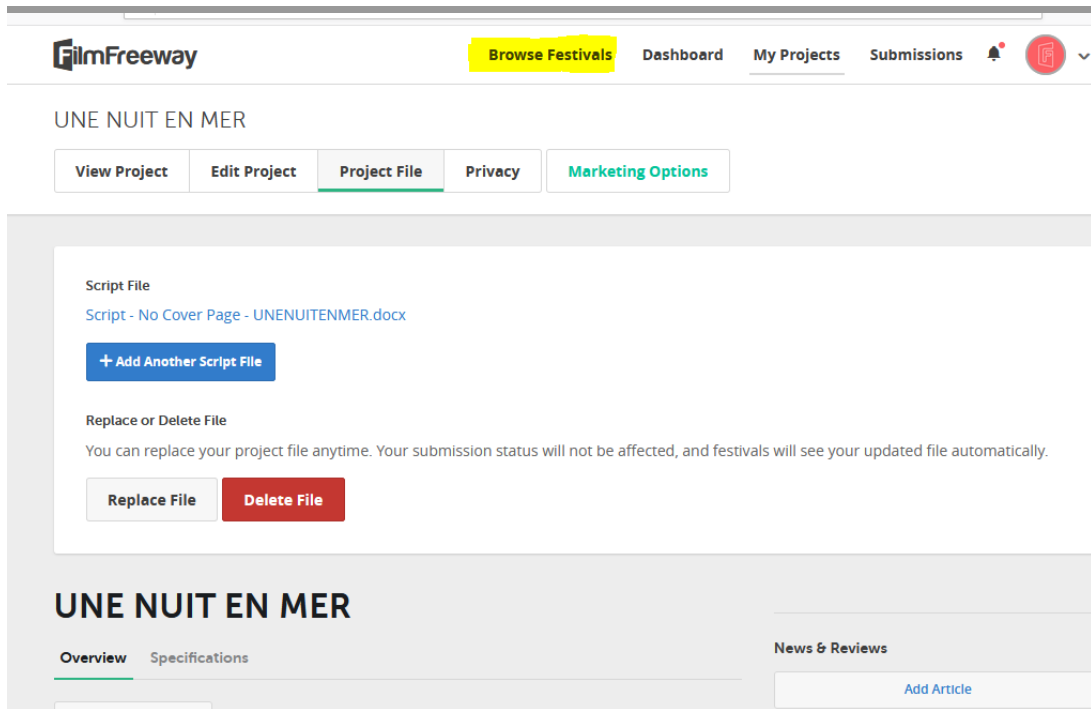 FilmFreeway Browse Festivals Dashboard My Projects Submissions
UNE NUIT EN MER
View Project Edit Project Project File Privacy Marketing Options
Script File
Script - No Cover Page - UNENUITENMER.docx
+ Add Another Script File
Replace or Delete File
You can replace your project file anytime. Your submission status will not be affected, and festivals will see your updated file automatically.
Replace File Delete File
UNE NUIT EN MER
Overview Specifications
News & Reviews
Add Article